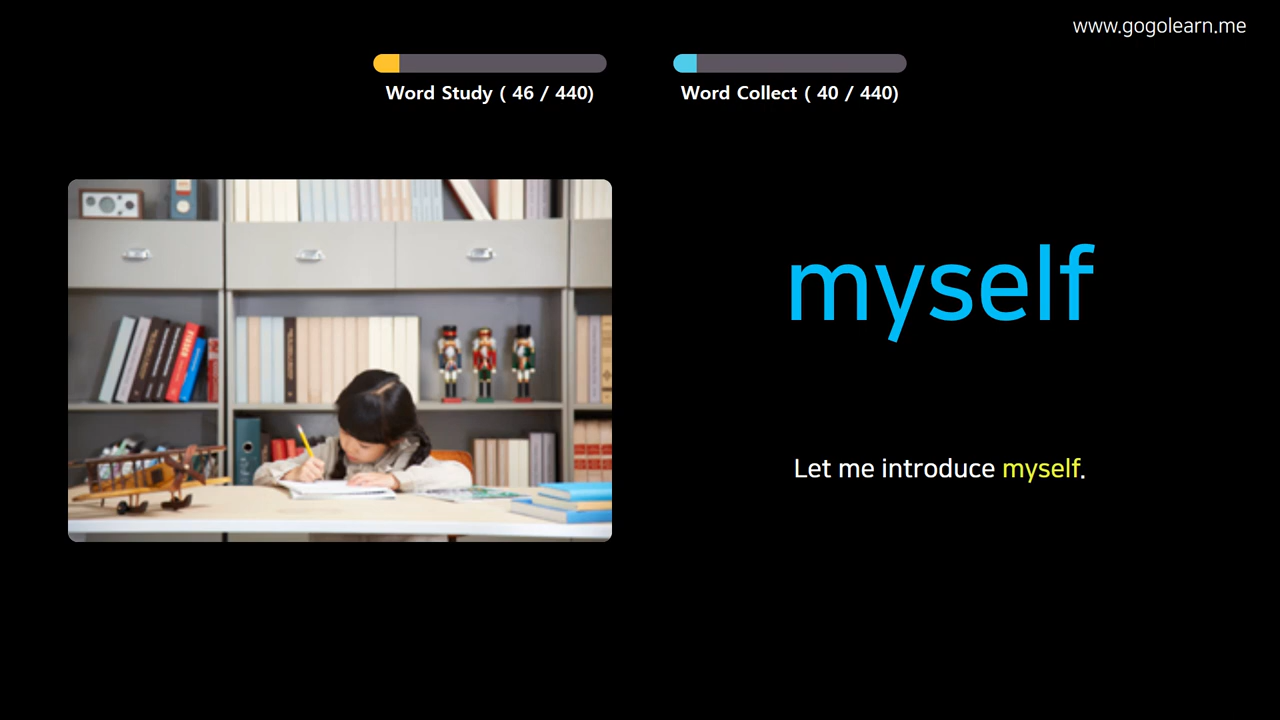 www.gogolearn.me
Word Study ( 46 / 440)
Word Collect ( 40 / 440)
myself
Let me introduce myself.